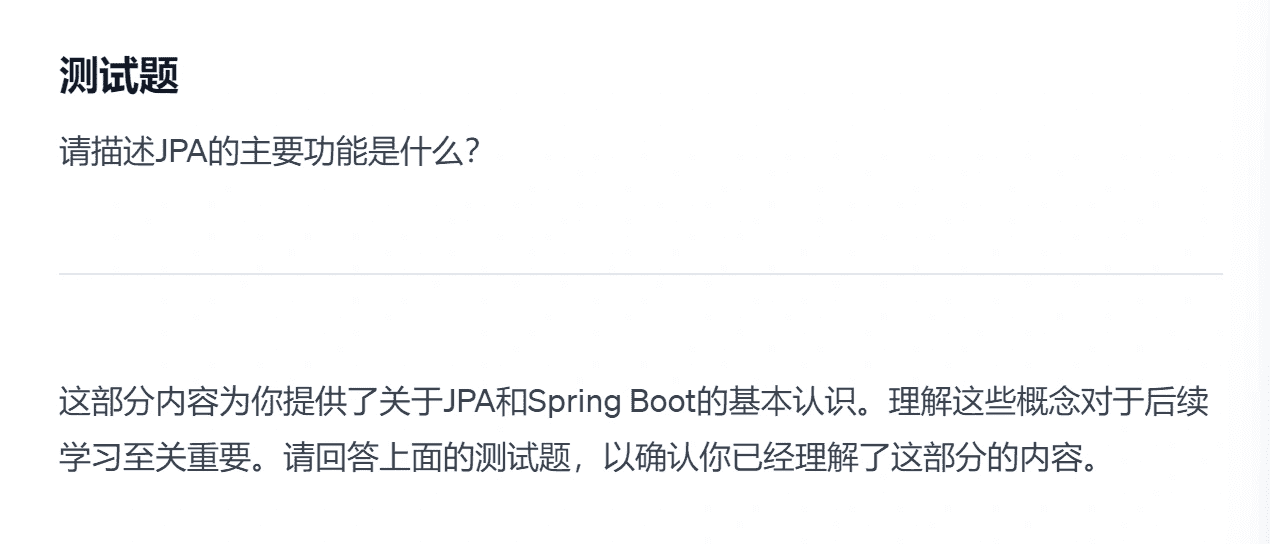 测试题
请描述JPA的主要功能是什么？
这部分内容为你提供了关于JPA和Spring Boot的基本认识。理解这些概念对于后续
学习至关重要。请回答上面的测试题，以确认你已经理解了这部分的内容。